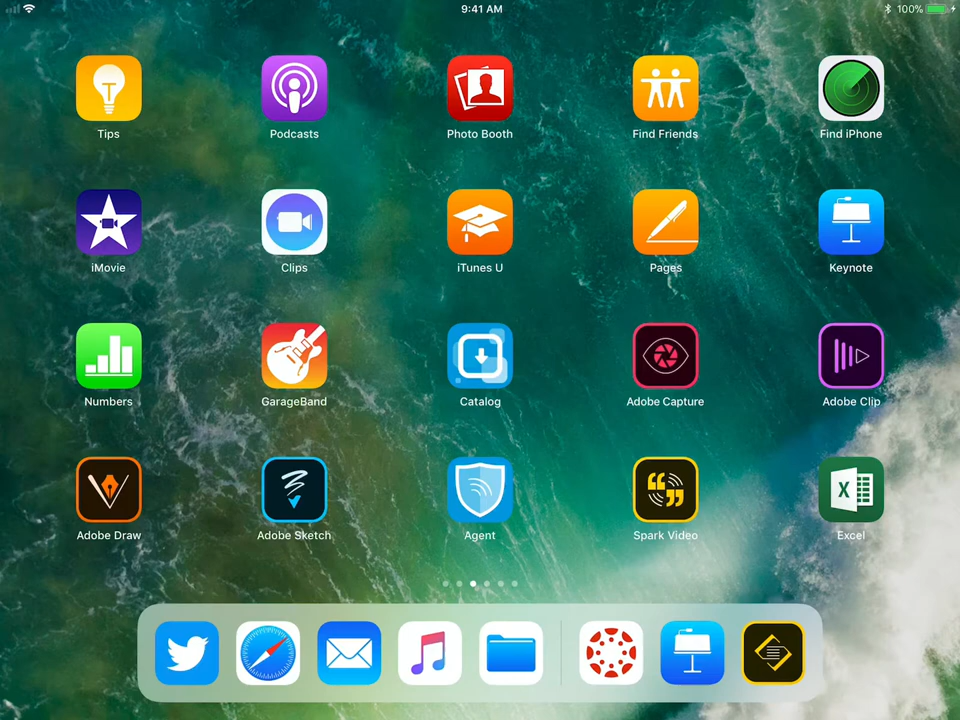 9:41 AM
100%
Tips
Podcasts
Photo Booth
Find Friends
Find iPhone
iMovie
Clips
iTunes U
Pages
Keynote
Numbers
GarageBand
Catalog
Adobe Capture
Adobe Clip
Adobe Draw
Adobe Sketch
Agent
Spark Video
X
Excel